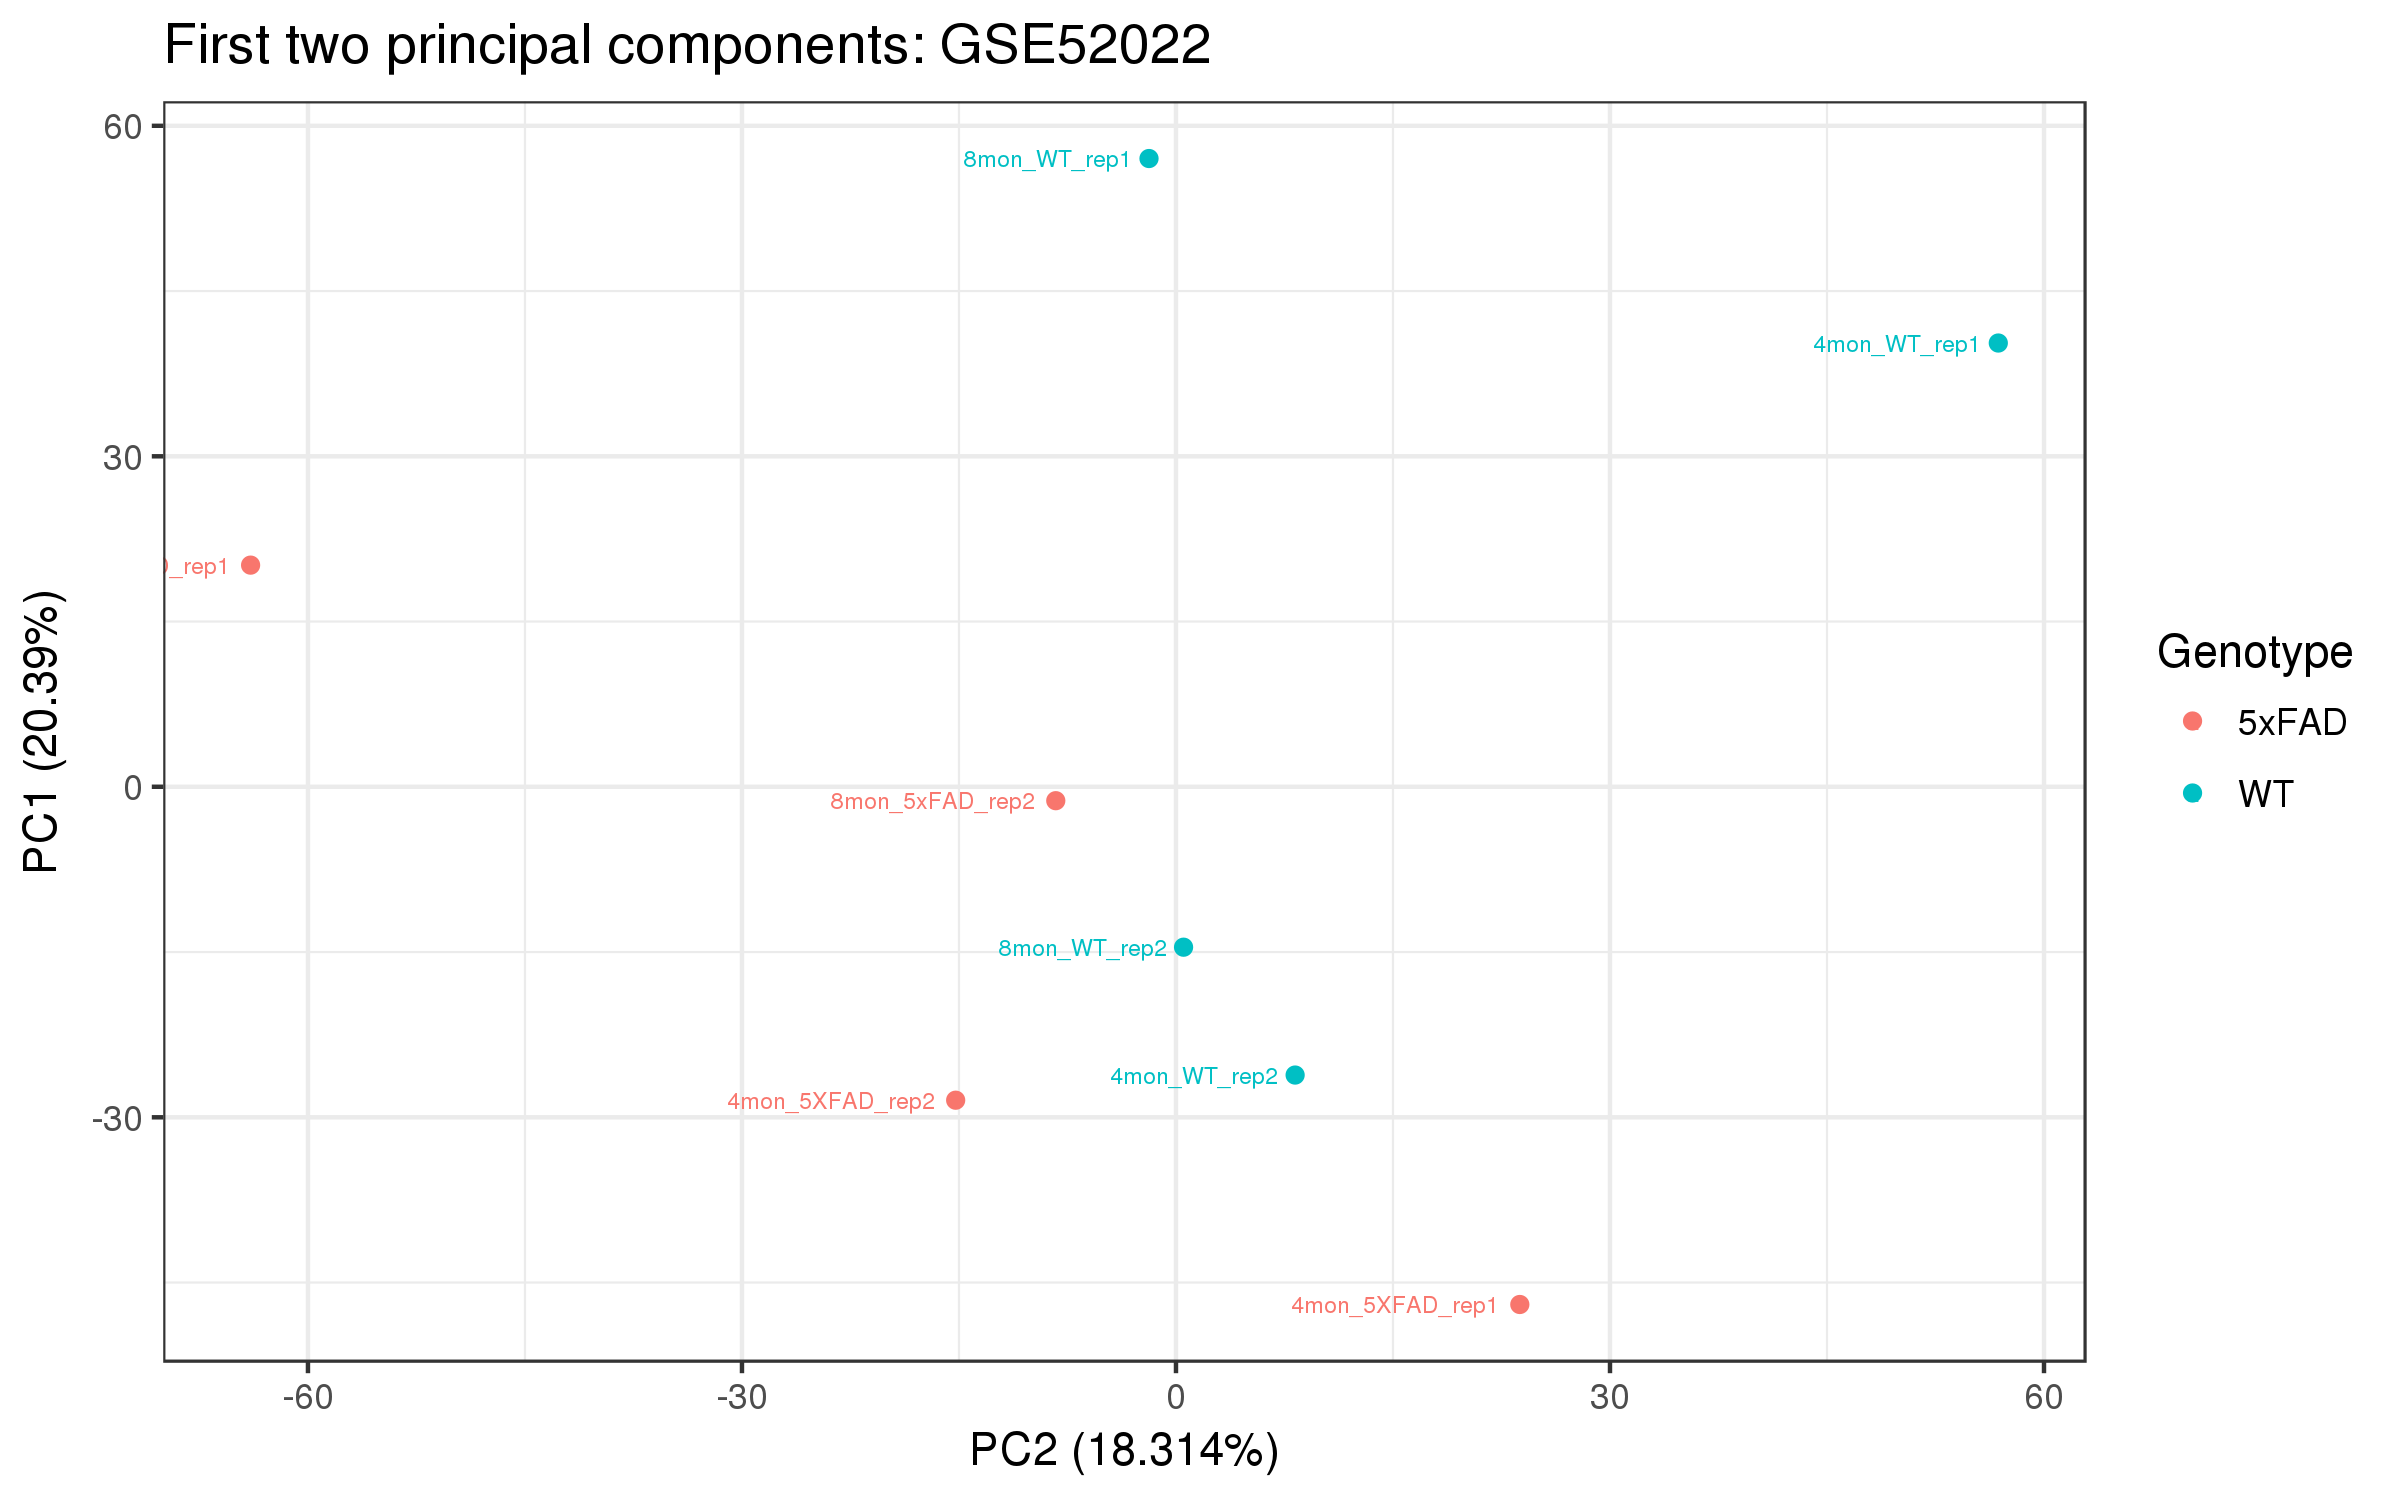 First two principal components: GSE52022
60
30
0
-30
PC1 (20.39%)
8mon_WT_rep1
4mon_WT_rep1
_rep1
8mon_5xFAD_rep2
8mon_WT_rep2
4mon_WT_rep2
4mon_5XFAD_rep2
4mon_5XFAD_rep1
-60
-30
0
30
60
PC2 (18.314%)
Genotype
5xFAD
WT